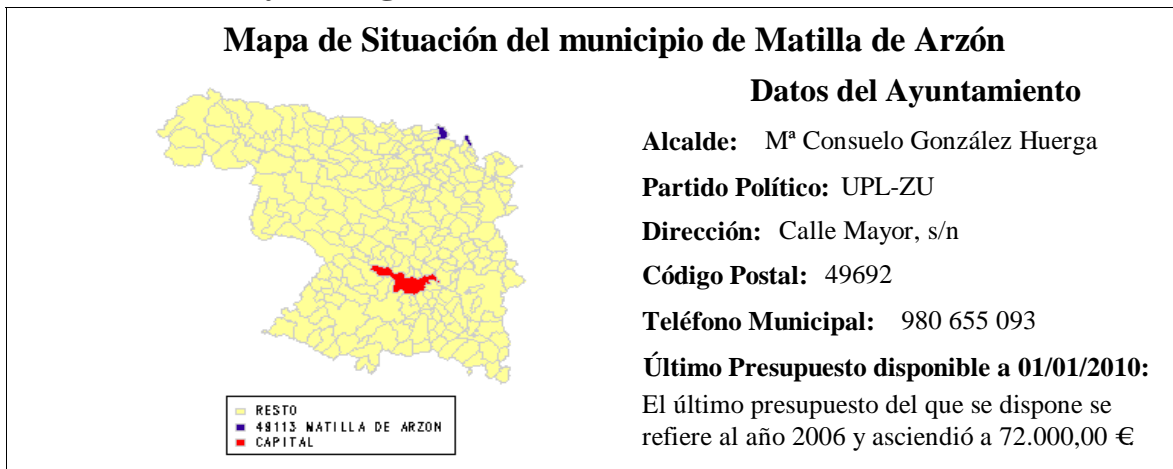 Mapa de Situación del municipio de Matilla de Arzón
Datos del Ayuntamiento
Alcalde: Mª Consuelo González Huerga
Partido Político: UPL-ZU
Dirección: Calle Mayor, s/n
Código Postal: 49692
Teléfono Municipal: 980 655 093
Último Presupuesto disponible a 01/01/2010:
El último presupuesto del que se dispone se
refiere al año 2006 y asciendió a 72.000,00 €
RESTO
49113 MATILLA DE ARZON
CAPITAL